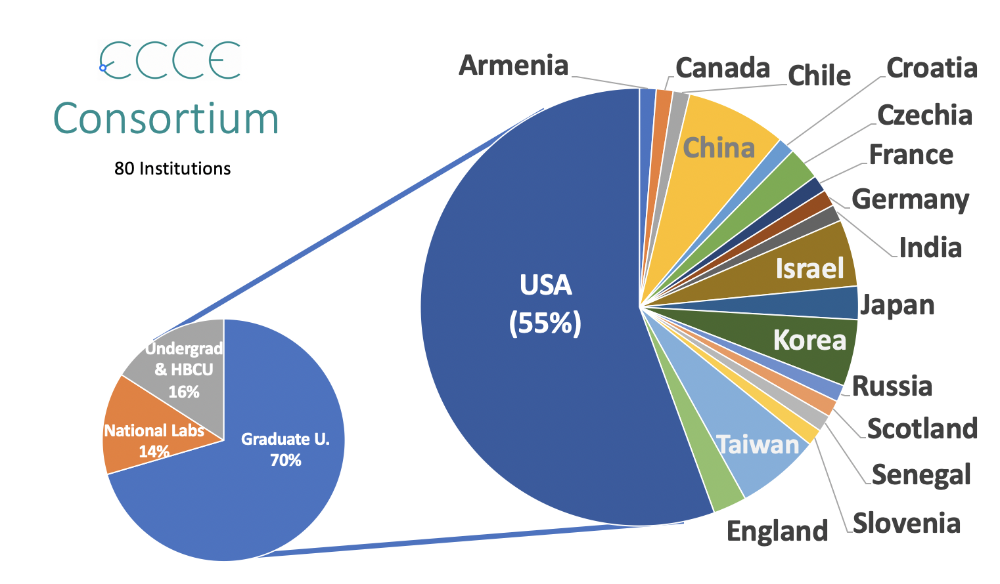 ECCE
Consortium
80 Institutions
Armenia
Canada
Chile
Croatia
Czechia
France
Germany
India
China
Israel
Japan
Korea
Russia
Scotland
Senegal
Slovenia
Taiwan
England
USA
(55%)
Undergrad
& HBCU
16%
National Labs
14%
Graduate U.
70%